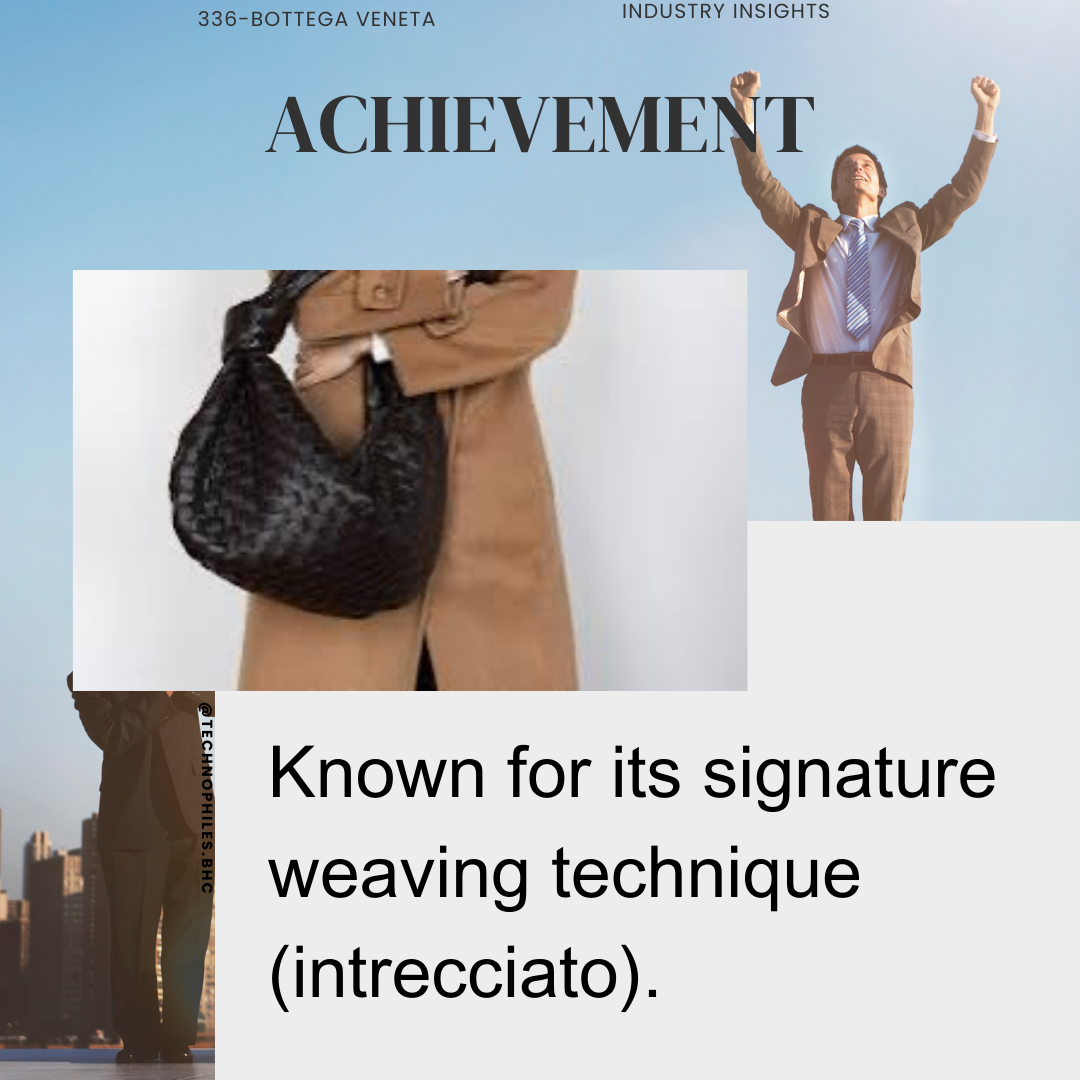 336-BOTTEGA VENETA
INDUSTRY INSIGHTS
ACHIEVEMENT
@TECHNOPHILES.BHC
Known for its signature
weaving technique
(intrecciato).